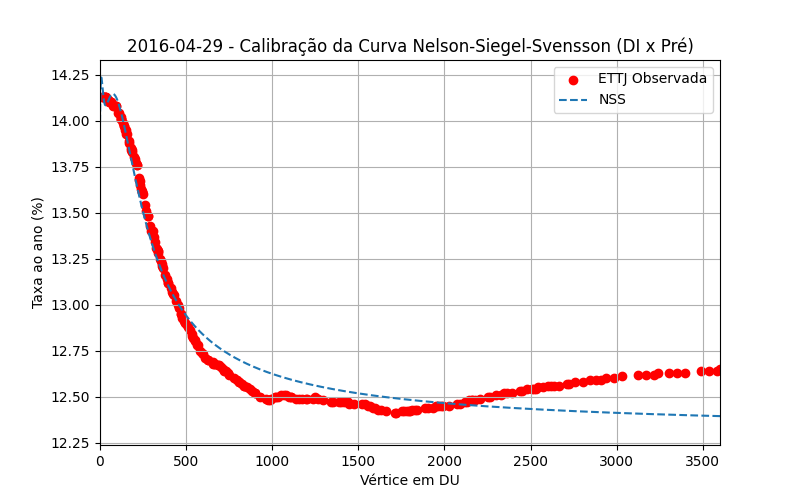 2016-04-29 - Calibração da Curva Nelson-Siegel-Svensson (DI x Pré)
ETTJ Observada
NSS
Taxa ao ano (%)
14.25
14.00
13.75
13.50
13.25
13.00
12.75
12.50
12.25
0 500 1000 1500 2000 2500 3000 3500
Vértice em DU